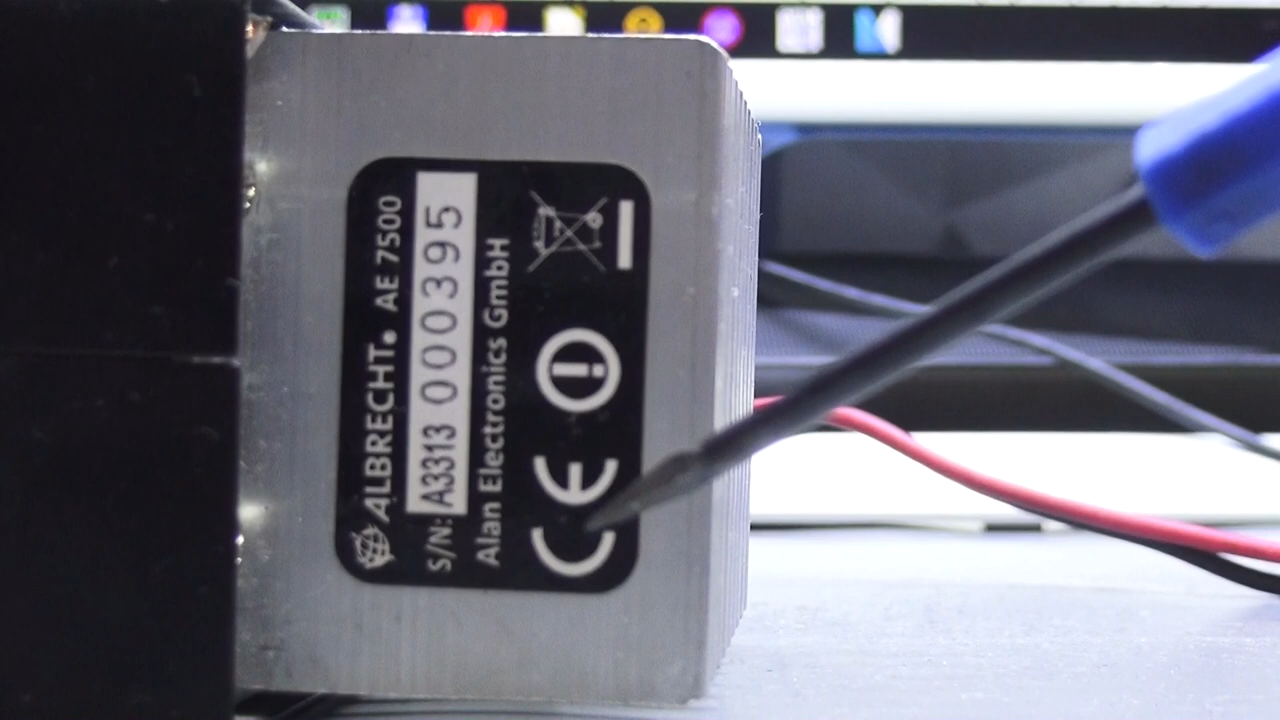 ALBRECHT. AE 7500
S/N: A3313 000395
Alan Electronics GmbH
CE i